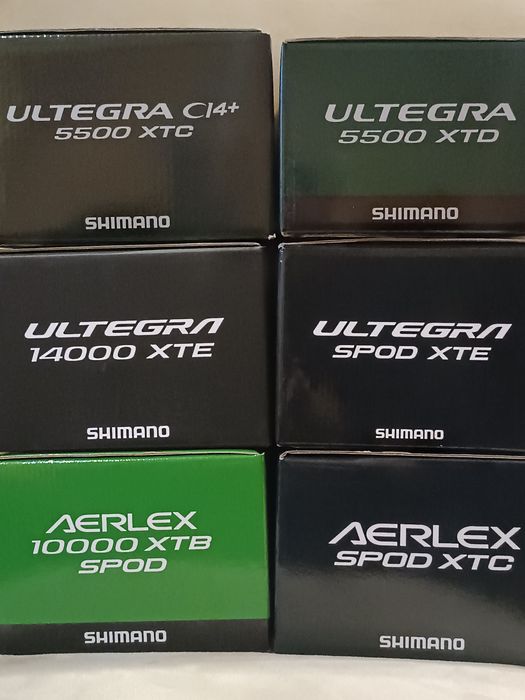 ULTEGRA CI4+
5500 XTC
SHIMANO
ULTEGRA
5500 XTD
SHIMANO
ULTEGRA
14000 XTE
SHIMANO
ULTEGRA
SPOD XTE
SHIMANO
AERLEX
10000 XTB
SPOD
SHIMANO
AERLEX
SPOD XTC
SHIMANO